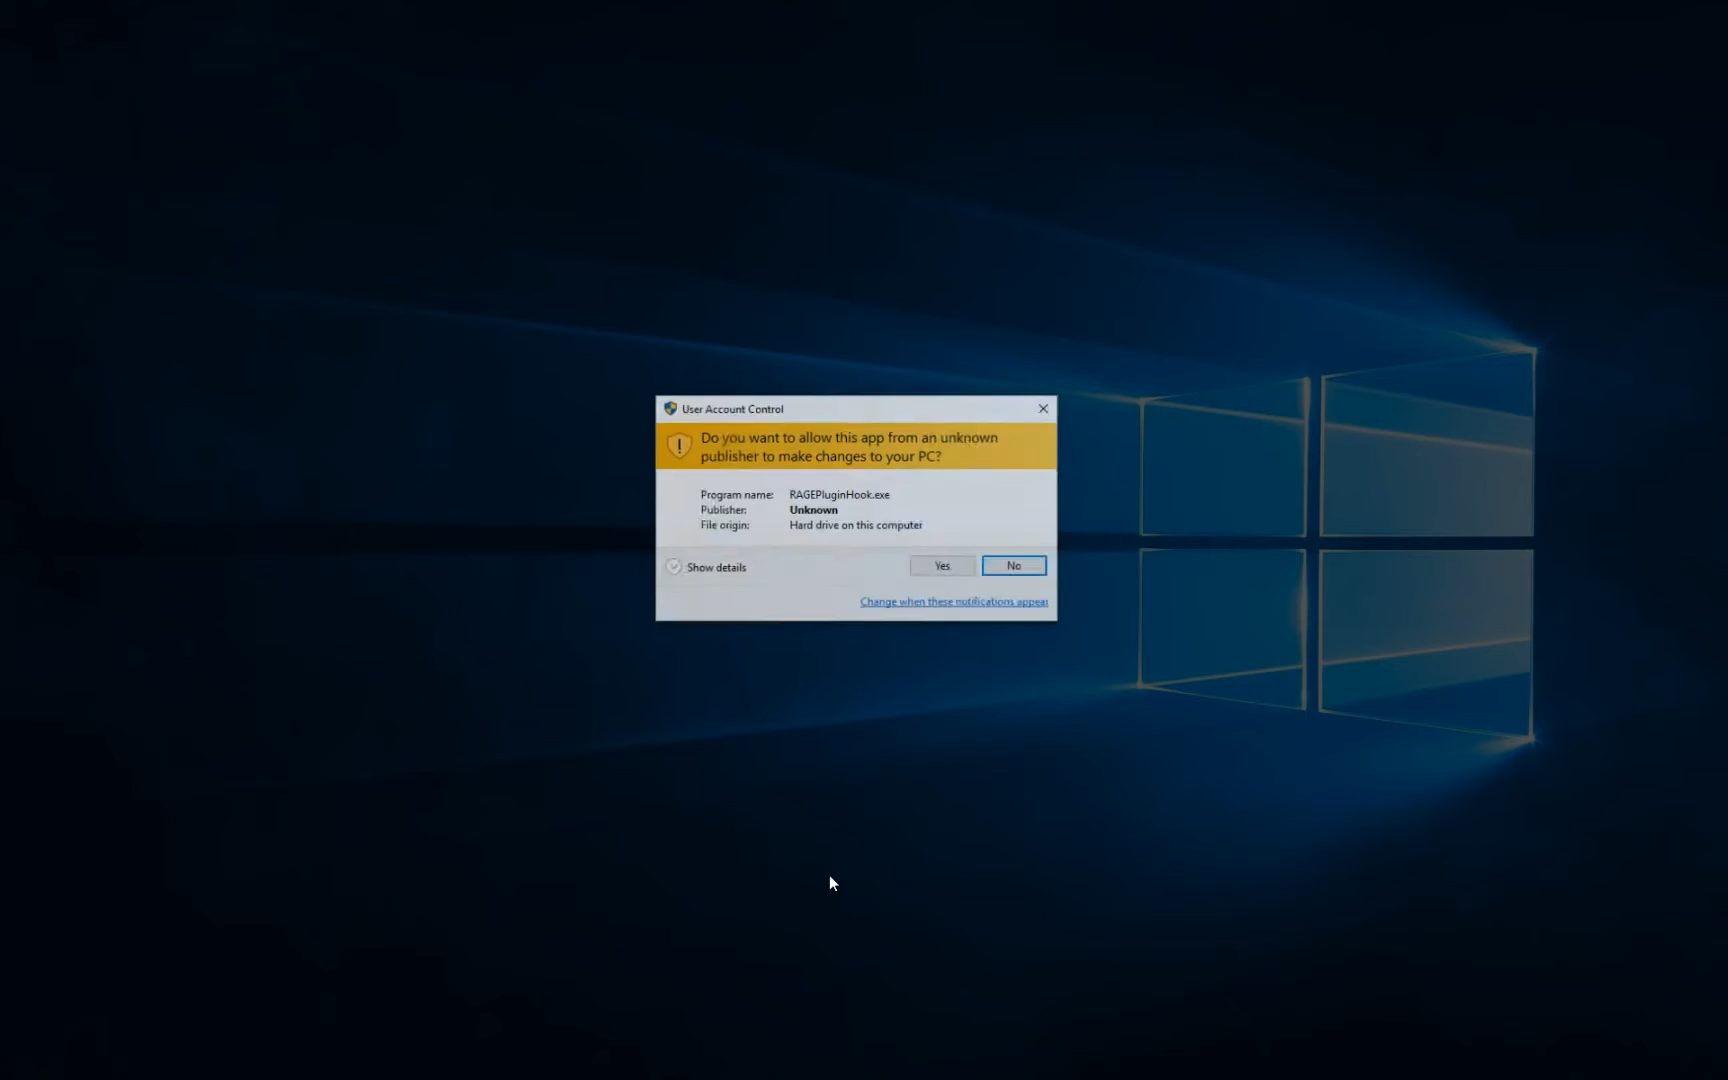 User Account Control
Do you want to allow this app from an unknown
publisher to make changes to your PC?
Program name: RAGEPluginHook.exe
Publisher: Unknown
File origin: Hard drive on this computer
Show details
Yes
No
Change when these notifications appear